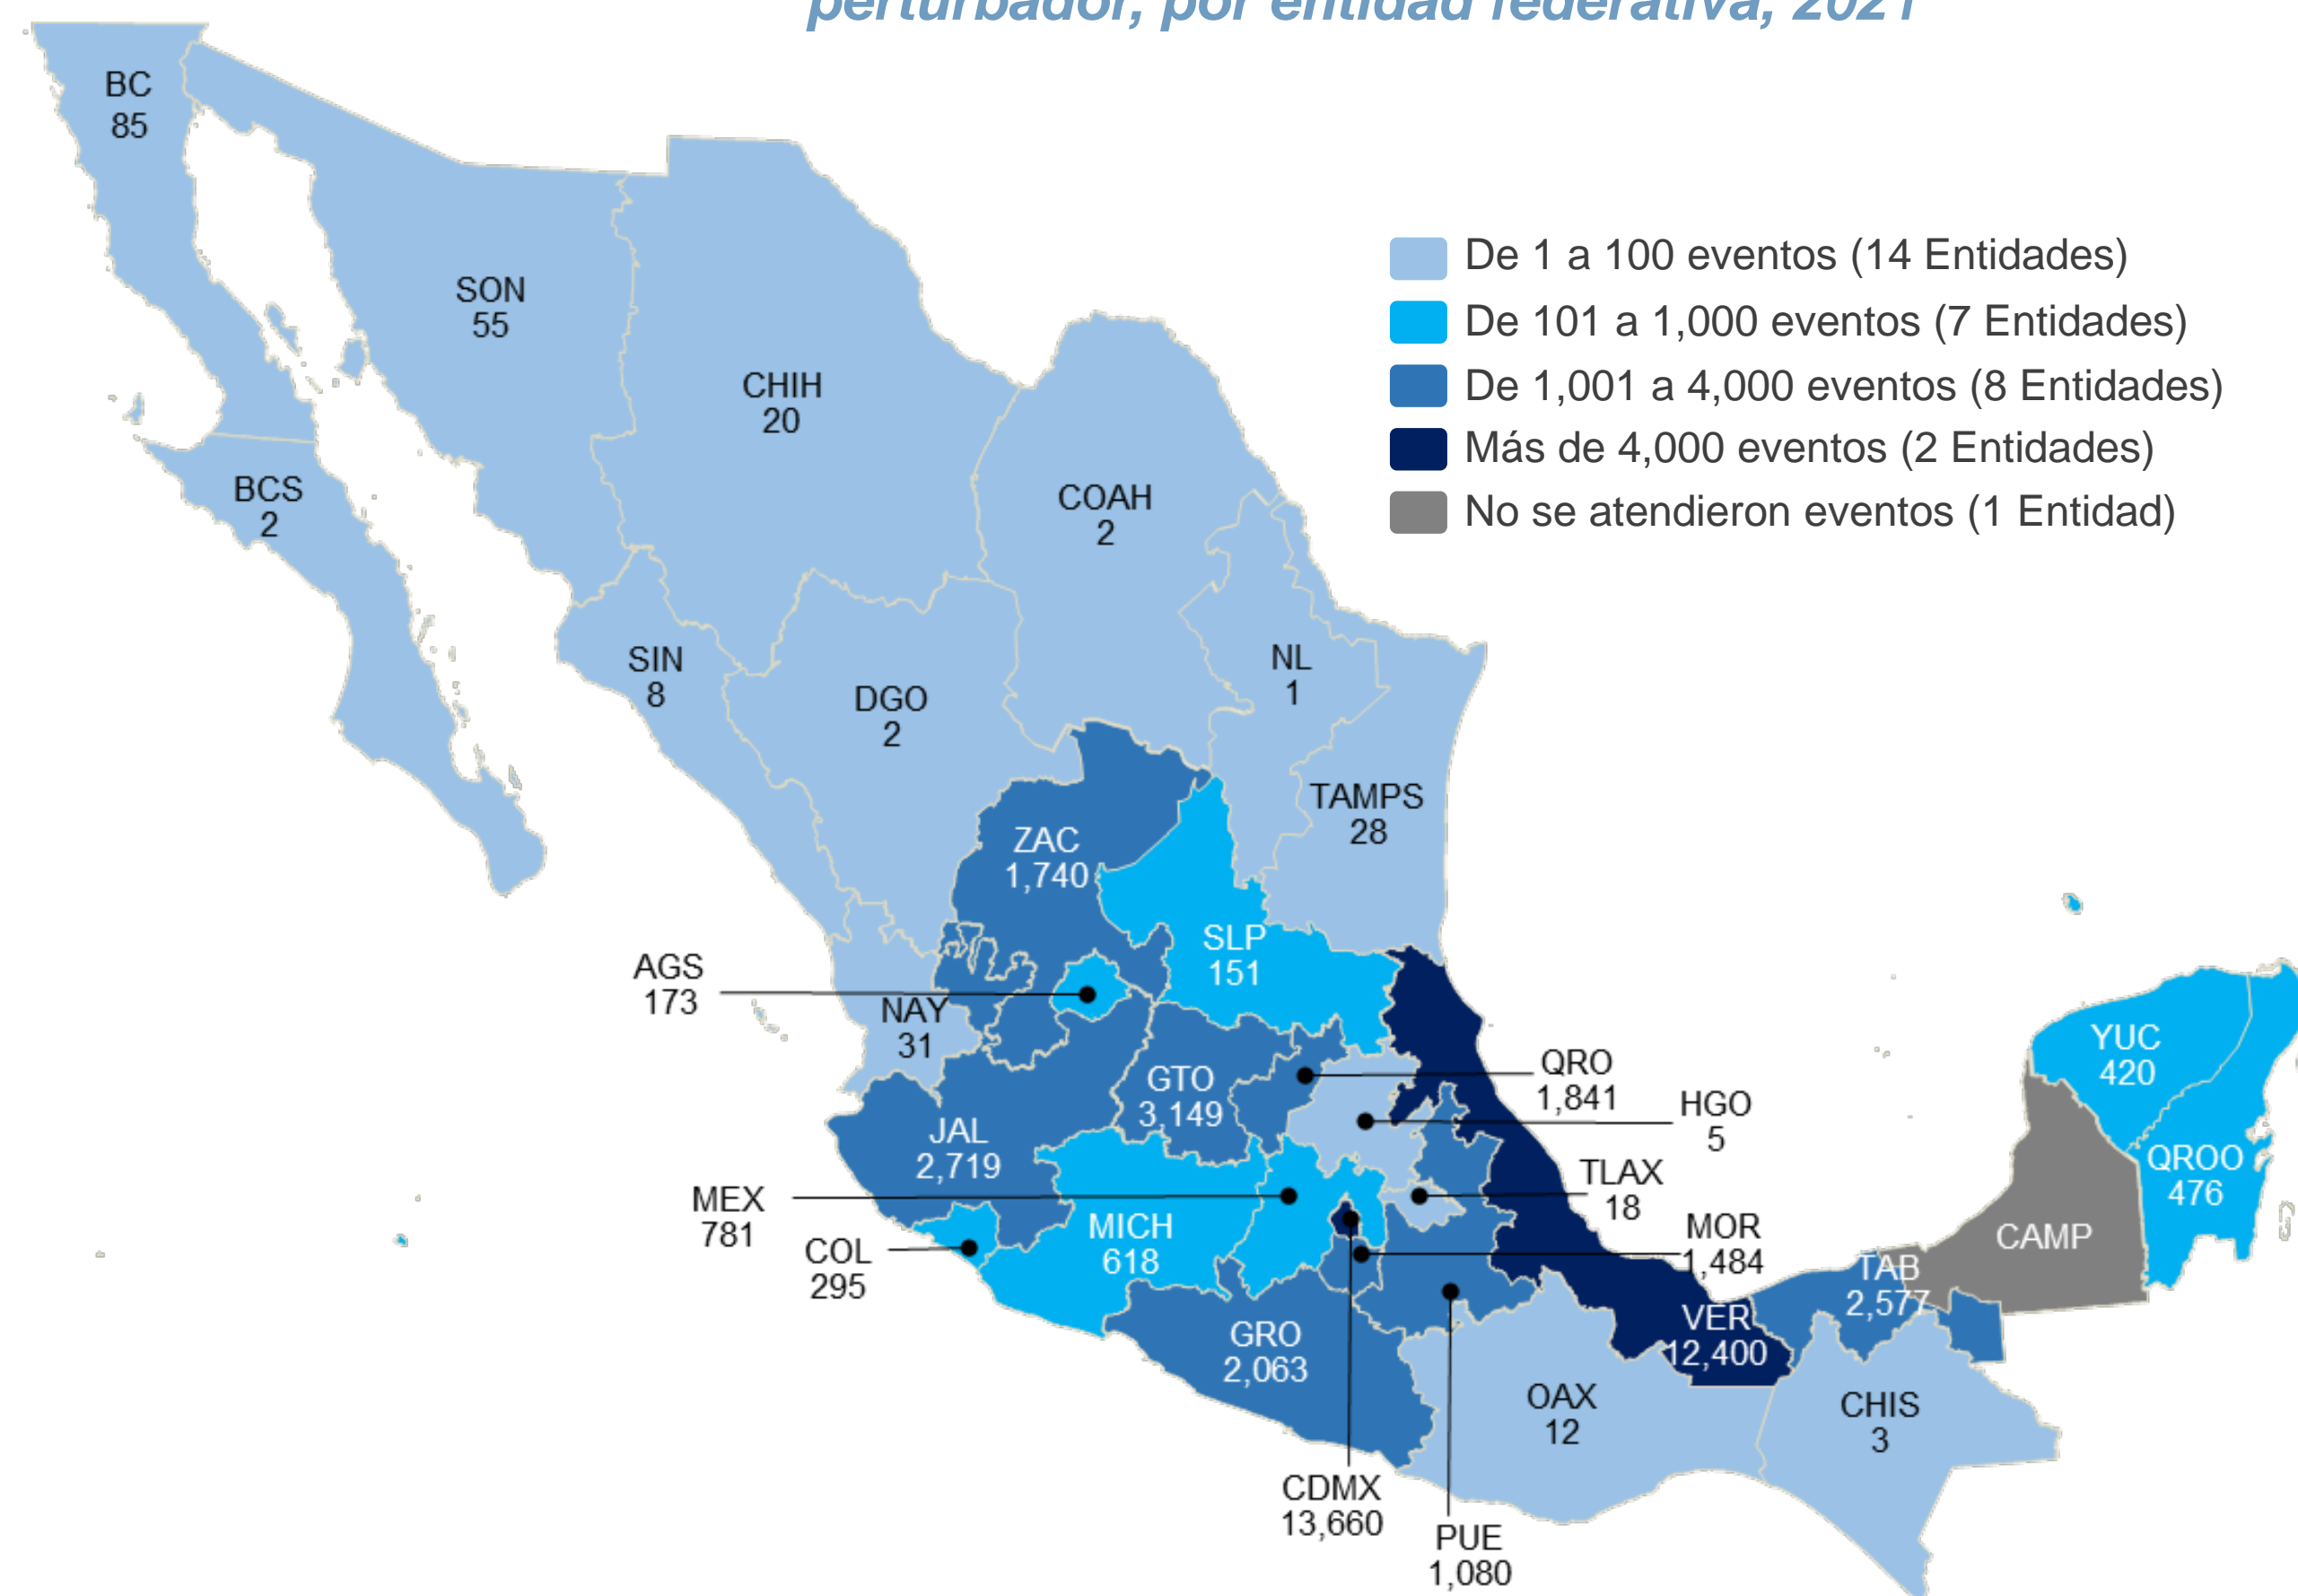 perturbador, por entidad federativa, 2021
BC
85
SON
55
CHIH
20
De 1 a 100 eventos (14 Entidades)
De 101 a 1,000 eventos (7 Entidades)
De 1,001 a 4,000 eventos (8 Entidades)
Más de 4,000 eventos (2 Entidades)
No se atendieron eventos (1 Entidad)
BCS
2
COAH
2
SIN
8
DGO
2
NL
1
TAMPS
28
ZAC
1,740
SLP
151
AGS
173
NAY
31
GTO
3,149
QRO
1,841
HGO
5
YUC
420
JAL
2,719
TLAX
18
QROO
476
MEX
781
MICH
618
MOR
1,484
CAMP
COL
295
TAB
2,577
VER
12,400
GRO
2,063
OAX
12
CHIS
3
CDMX
13,660
PUE
1,080